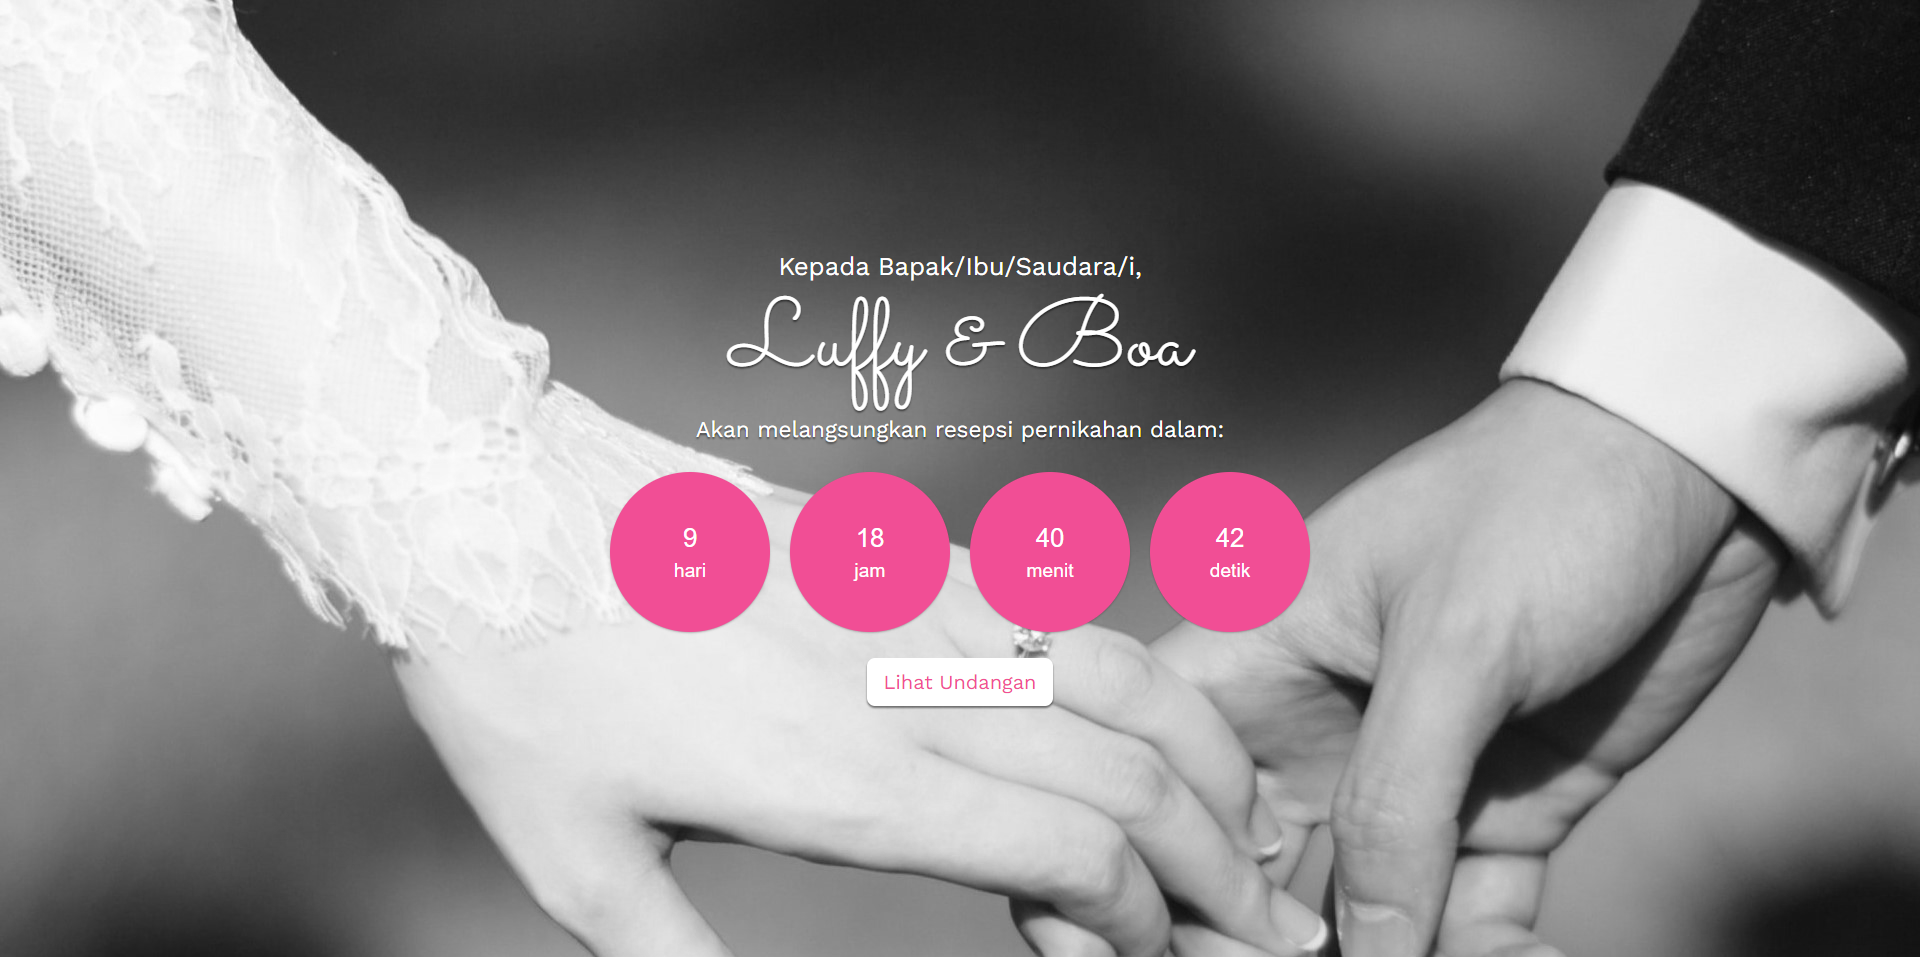 Kepada Bapak/Ibu/Saudara/i,
Luffy & Boa
Akan melangsungkan resepsi pernikahan dalam:
9 18 40 42
hari jam menit detik
Lihat Undangan